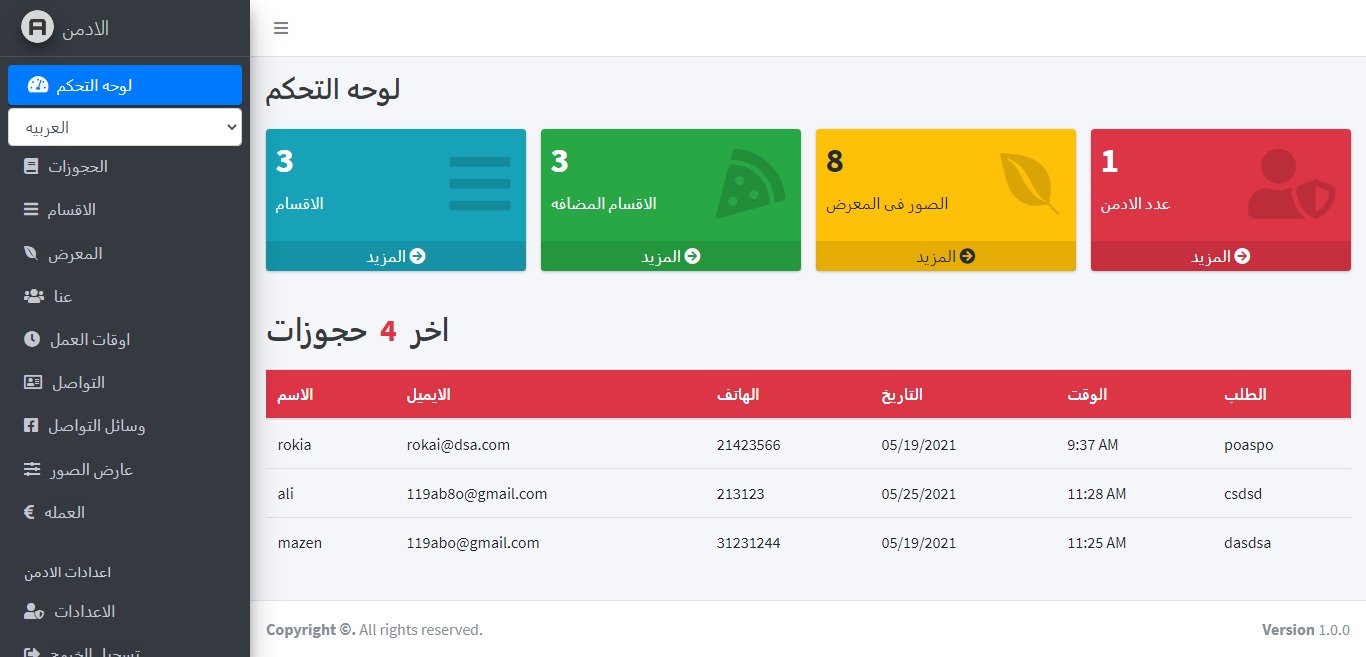 الادمن
لوحه التحكم
العربيه
الحجوزات
الاقسام
المعرض
عنا
اوقات العمل
التواصل
وسائل التواصل
عارض الصور
العمله
اعدادات الادمن
الاعدادات
تسجيل الخروج
لوحه التحكم
3
الاقسام
المزيد
3
الاقسام المضافه
المزيد
8
الصور فى المعرض
المزيد
1
عدد الادمن
المزيد
اخر 4 حجوزات
الاسم الايميل الهاتف التاريخ الوقت الطلب
rokia rokai@dsa.com 21423566 05/19/2021 9:37 AM poaspo
ali 119ab8o@gmail.com 213123 05/25/2021 11:28 AM csdsd
mazen 119abo@gmail.com 31231244 05/19/2021 11:25 AM dasdsa
Copyright ©. All rights reserved. Version 1.0.0